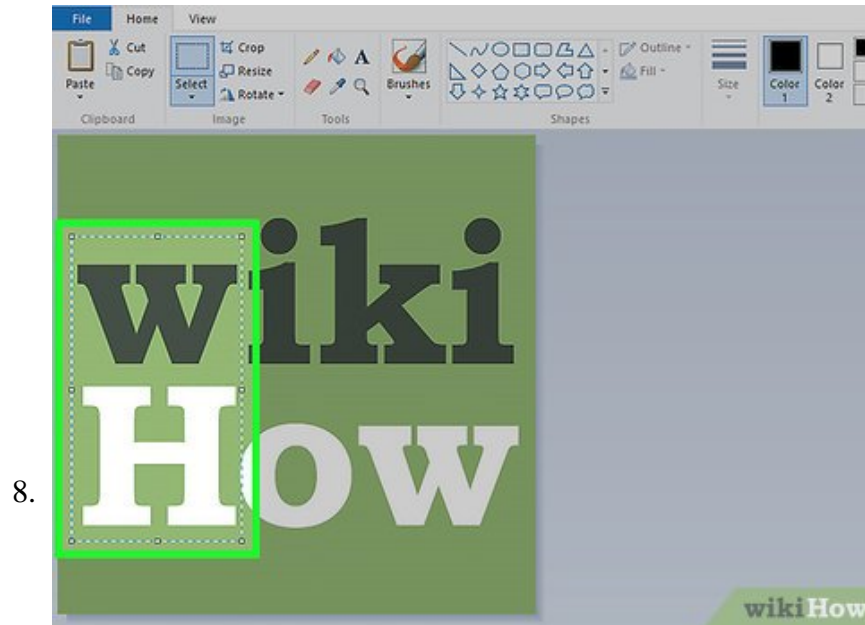 File Home View
Cut
Copy
Paste
Clipboard
Select
Crop
Resize
Rotate
Image
A
Tools
Brushes
Outline
Fill
Shapes
Size
Color
1
Color
2
wiki
How
8.
wikiHow